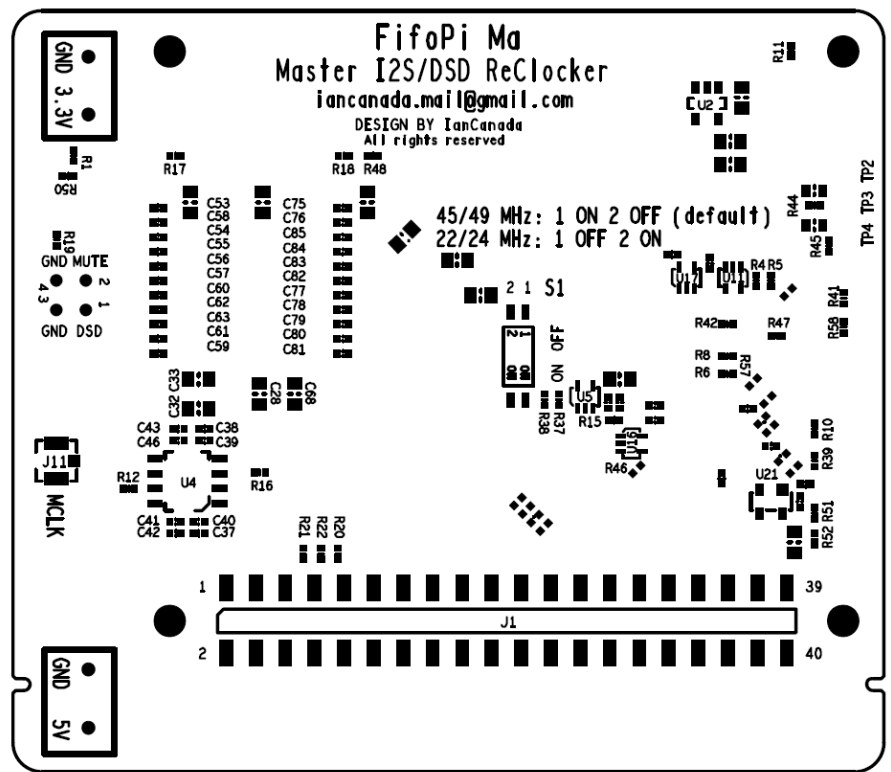 FifoPi Ma
Master I2S/DSD ReClocker
iancanada.mail@gmail.com
DESIGN BY IanCanada
All rights reserved
GND 3.3V
R1
R50
R17
R18 R48
R11
U2
TP2
TP3
TP4
R44
R45
C53 C75
C58 C76
C54 C85
C55 C84
C56 C83
C57 C82
C60 C77
C62 C78
C63 C79
C61 C80
C59 C81
45/49 MHz: 1 ON 2 OFF (default)
22/24 MHz: 1 OFF 2 ON
R19
GND MUTE
4 2
3 1
GND DSD
U17 U11 R4 R5
2 1 S1
2 1
ON ON
ON OFF
R41
R58
R42 R47
R8
R6
R57
C33
C32
C28
C68
U5
R38
R37
R15
U16
R46
R10
R39
C43 C38
C46 C39
J11
MCLK
R12
U4
R16
U21
C41 C40
C42 C37
R21
R22
R20
R51
R52
1 39
J1
2 40
GND 5V